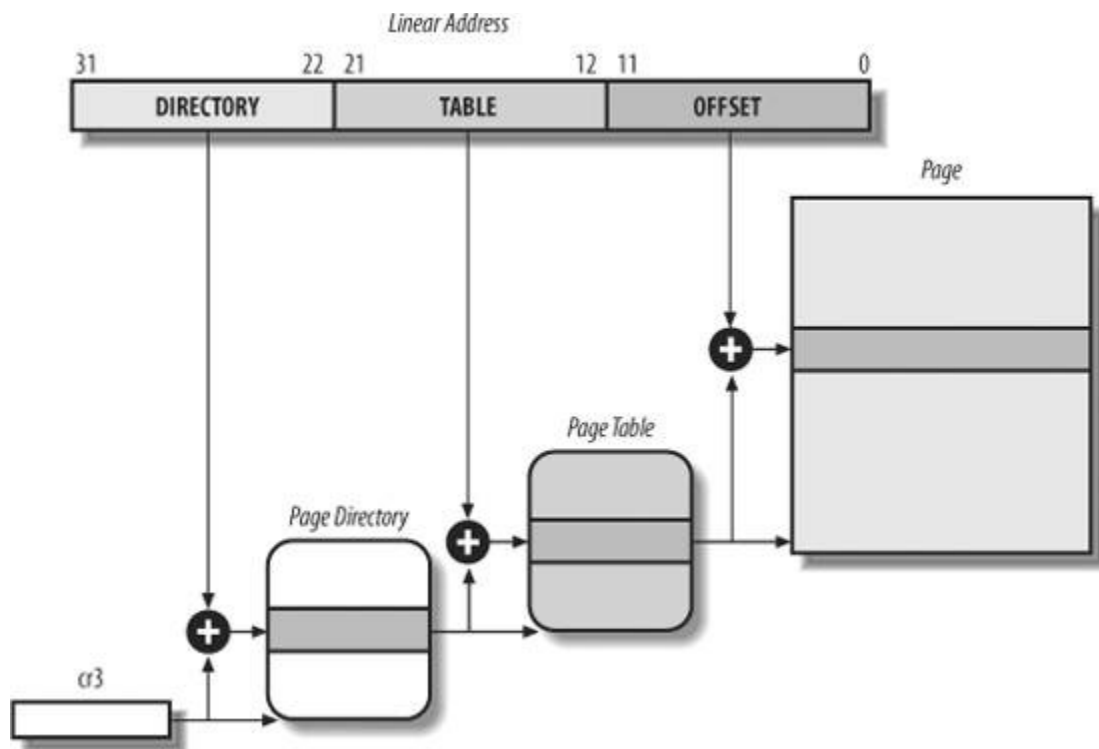 Linear Address
31 22 21 12 11 0
DIRECTORY TABLE OFFSET
Page
Page Table
Page Directory
cr3